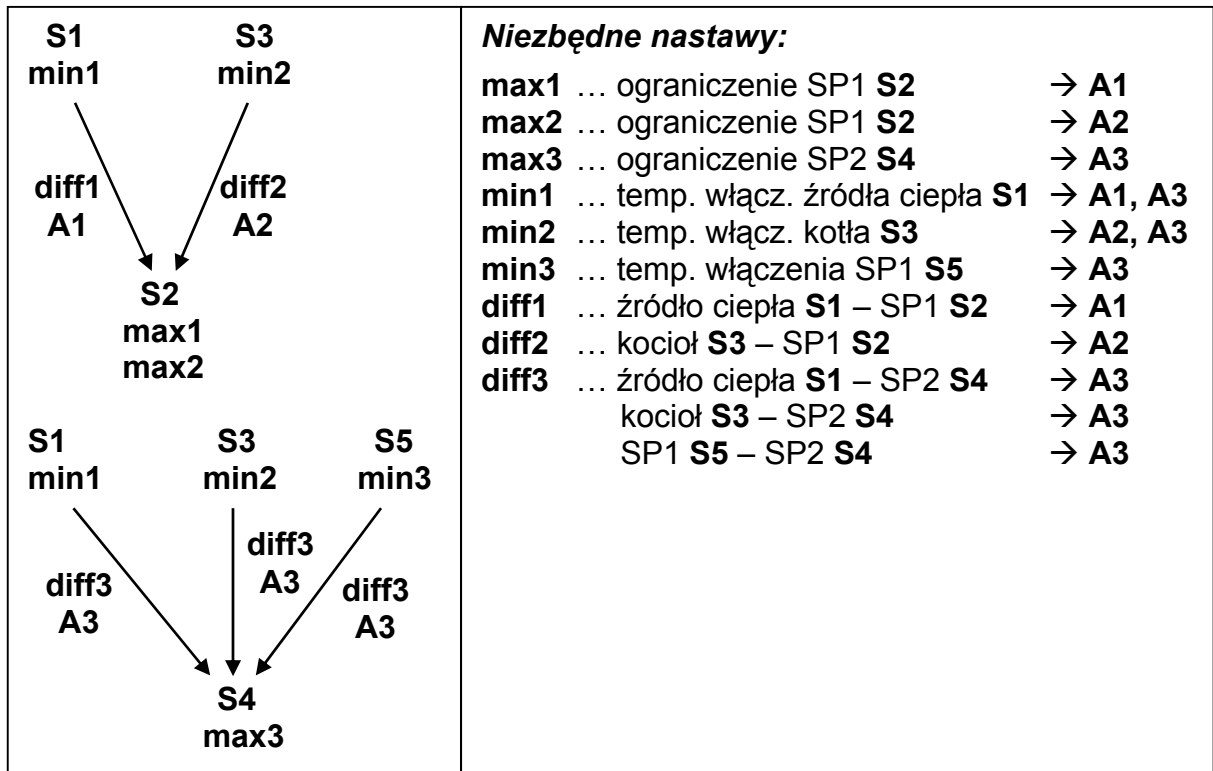 S1 S3
min1 min2
diff1 diff2
A1 A2
S2
max1
max2
S1 S3 S5
min1 min2 min3
diff3
A3
diff3
A3
diff3
A3
S4
max3
Niezbędne nastawy:
max1 … ograniczenie SP1 S2 → A1
max2 … ograniczenie SP1 S2 → A2
max3 … ograniczenie SP2 S4 → A3
min1 … temp. włącz. źródła ciepła S1 → A1, A3
min2 … temp. włącz. kotła S3 → A2, A3
min3 … temp. włączenia SP1 S5 → A3
diff1 … źródło ciepła S1 – SP1 S2 → A1
diff2 … kocioł S3 – SP1 S2 → A2
diff3 … źródło ciepła S1 – SP2 S4 → A3
kocioł S3 – SP2 S4 → A3
SP1 S5 – SP2 S4 → A3